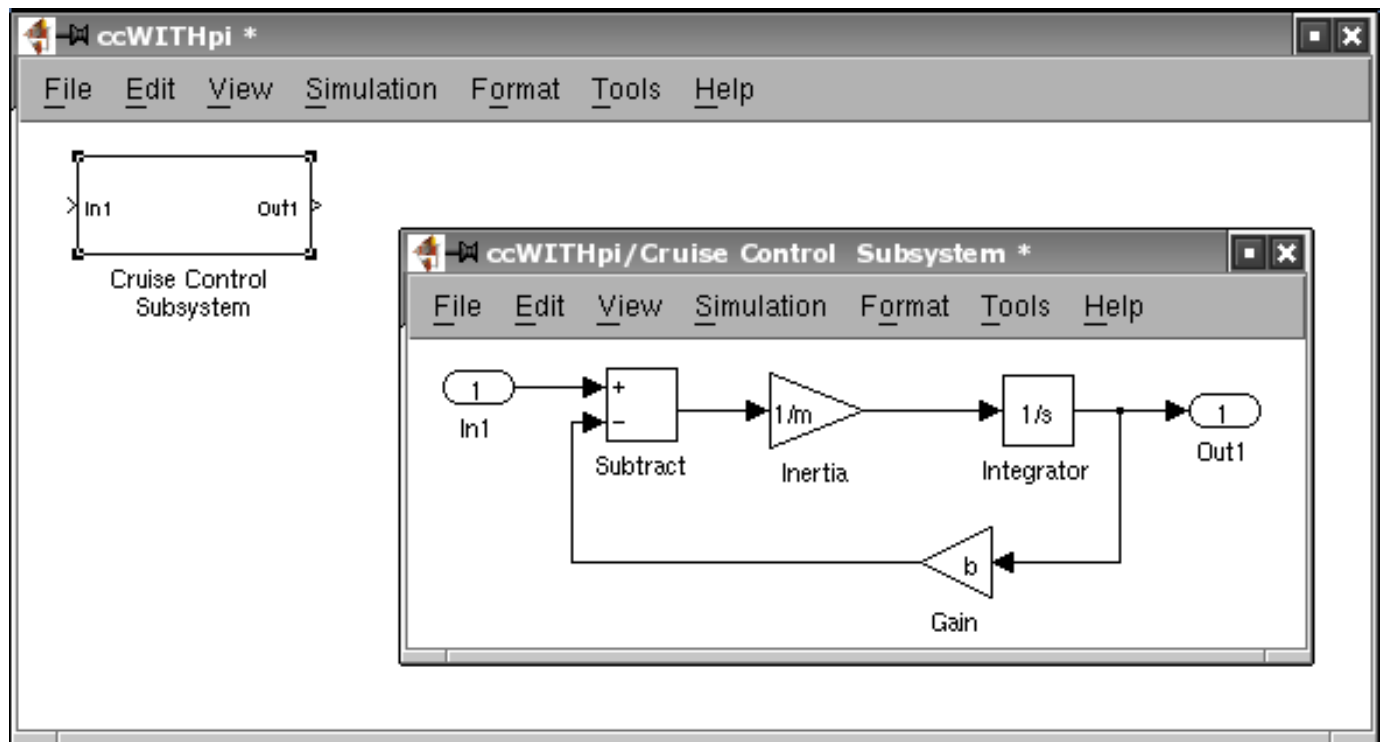 ccWITHpi *
File Edit View Simulation Format Tools Help
In1 Out1
Cruise Control
Subsystem
ccWITHpi/Cruise Control Subsystem *
File Edit View Simulation Format Tools Help
1
In1
+
−
Subtract
1/m
Inertia
1/s
Integrator
1
Out1
b
Gain